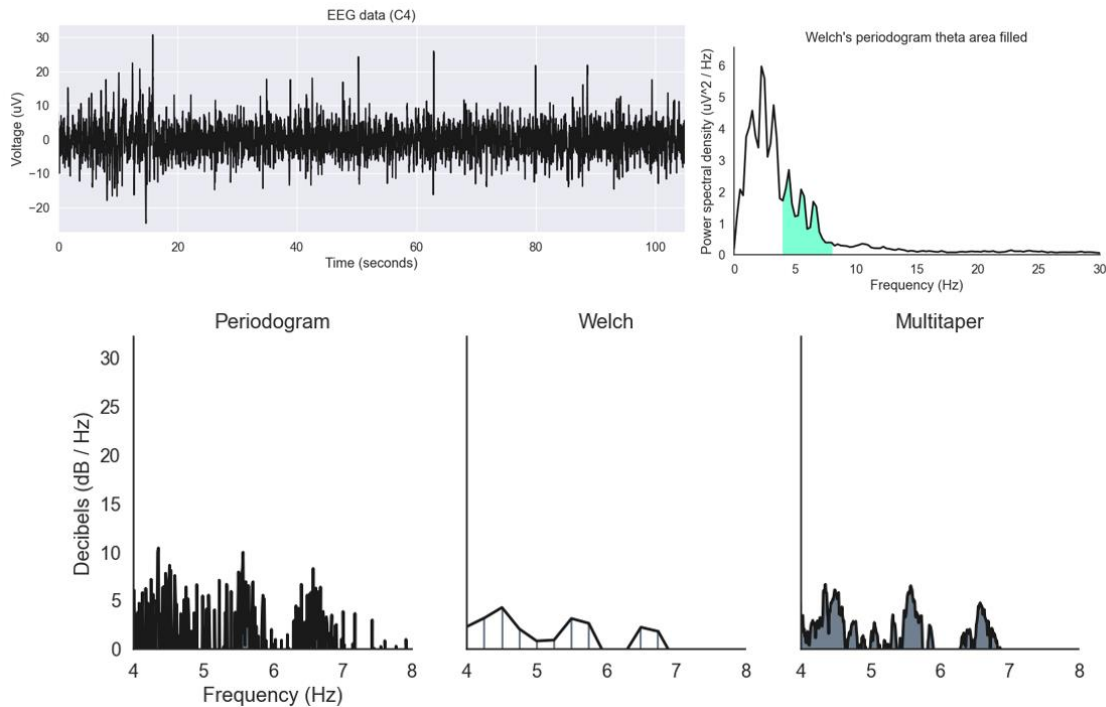 EEG data (C4)
30
20
10
0
−10
−20
Voltage (uV)
0 20 40 60 80 100
Time (seconds)
Welch's periodogram theta area filled
6
5
4
3
2
1
0
Power spectral density (uV^2 / Hz)
0 5 10 15 20 25 30
Frequency (Hz)
Periodogram
30
25
20
15
10
5
0
Decibels (dB / Hz)
4 5 6 7 8
Frequency (Hz)
Welch
4 5 6 7 8
Multitaper
4 5 6 7 8